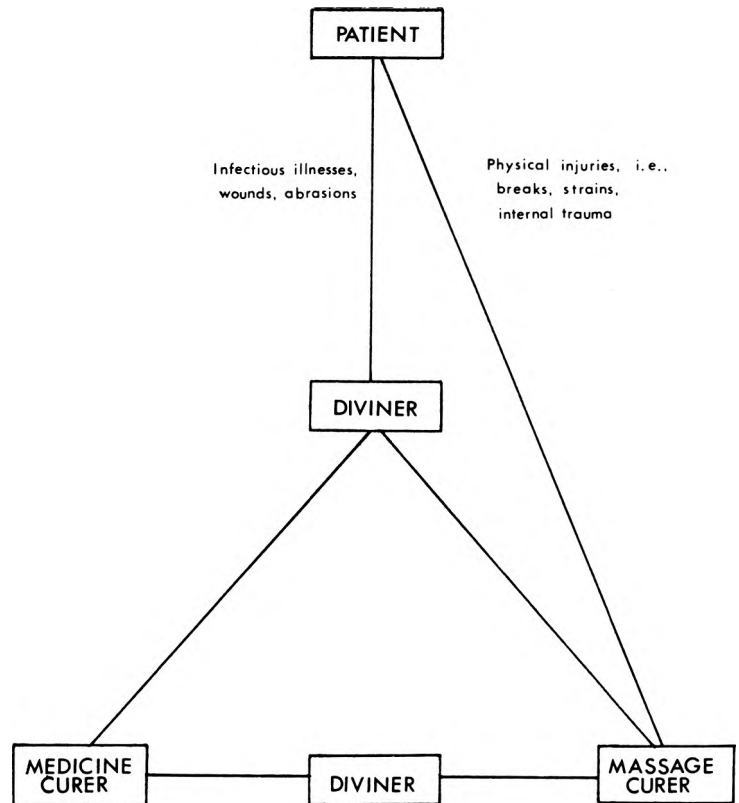 PATIENT
Infectious illnesses,
wounds, abrasions
Physical injuries, i.e.,
breaks, strains,
internal trauma
DIVINER
MEDICINE
CURER
DIVINER
MASSAGE
CURER